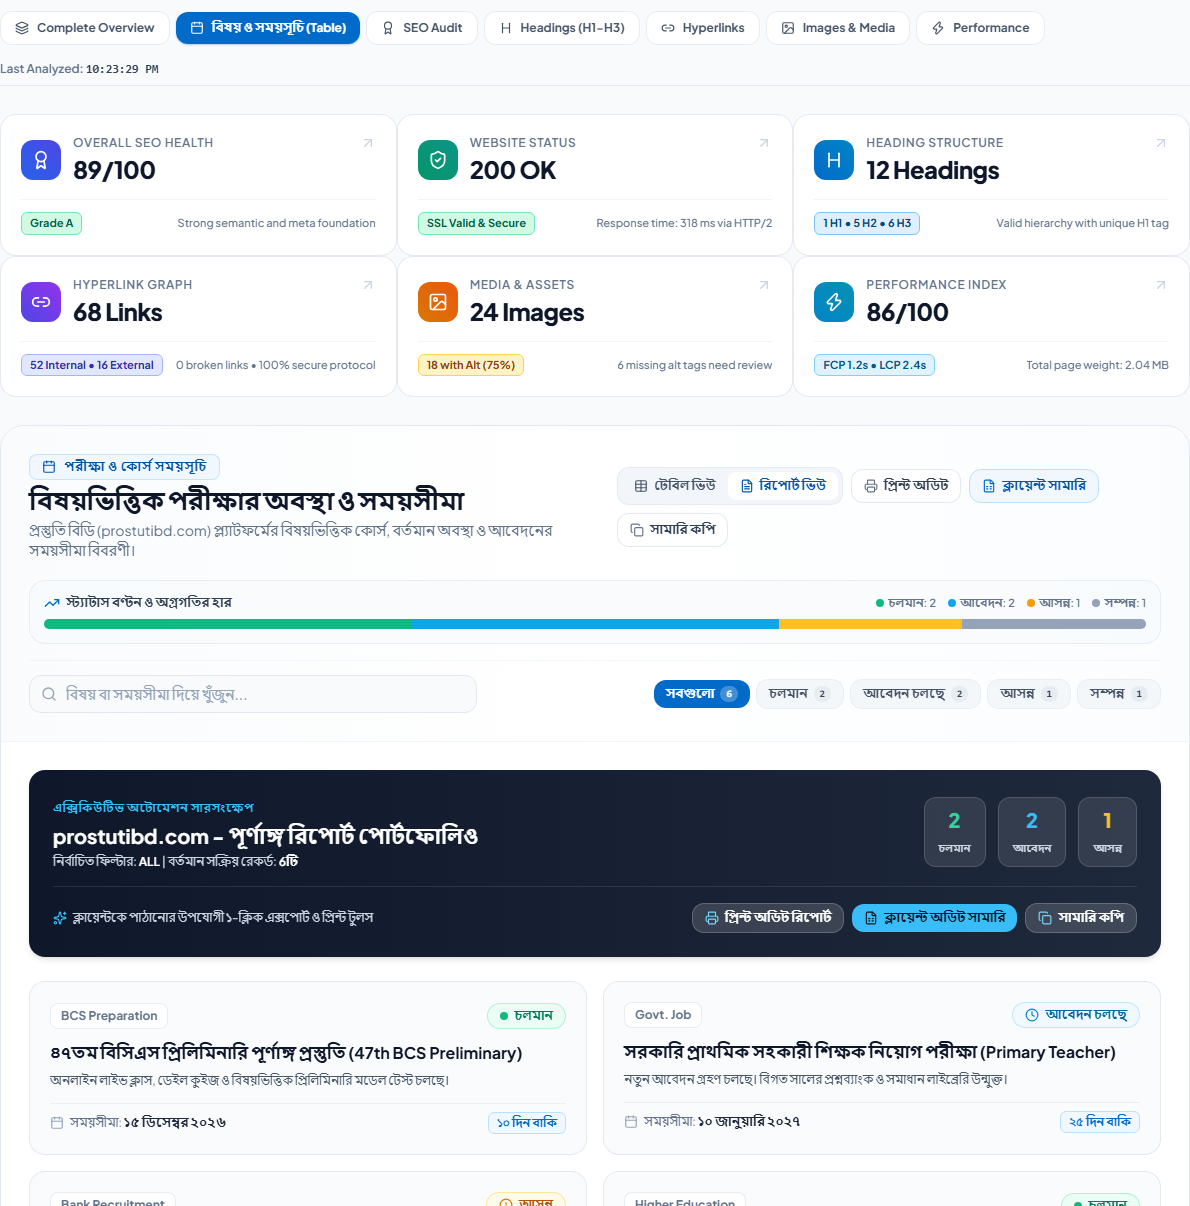 Complete Overview
বিষয় ও সময়সূচি (Table)
SEO Audit
Headings (H1–H3)
Hyperlinks
Images & Media
Performance
Last Analyzed: 10:23:29 PM
OVERALL SEO HEALTH
89/100
Grade A
Strong semantic and meta foundation
WEBSITE STATUS
200 OK
SSL Valid & Secure
Response time: 318 ms via HTTP/2
HEADING STRUCTURE
12 Headings
1 H1 • 5 H2 • 6 H3
Valid hierarchy with unique H1 tag
HYPERLINK GRAPH
68 Links
52 Internal • 16 External
0 broken links • 100% secure protocol
MEDIA & ASSETS
24 Images
18 with Alt (75%)
6 missing alt tags need review
PERFORMANCE INDEX
86/100
FCP 1.2s • LCP 2.4s
Total page weight: 2.04 MB
পরীক্ষা ও কোর্স সময়সূচি
বিষয়ভিত্তিক পরীক্ষার অবস্থা ও সময়সীমা
প্রস্তুতি বিডি (prostutibd.com) প্ল্যাটফর্মের বিষয়ভিত্তিক কোর্স, বর্তমান অবস্থা ও আবেদনের
সময়সীমা বিবরণী।
টেবিল ভিউ
রিপোর্ট ভিউ
প্রিন্ট অডিট
ক্লায়েন্ট সামারি
সামারি কপি
স্ট্যাটাস বণ্টন ও অগ্রগতির হার
চলমান: 2
আবেদন: 2
আসন্ন: 1
সম্পন্ন: 1
বিষয় বা সময়সীমা দিয়ে খুঁজুন...
সবগুলো 6
চলমান 2
আবেদন চলছে 2
আসন্ন 1
সম্পন্ন 1
এক্সিকিউটিভ অটোমেশন সারসংক্ষেপ
prostutibd.com – পূর্ণাঙ্গ রিপোর্ট পোর্টফোলিও
নির্বাচিত ফিল্টার: ALL | বর্তমান সক্রিয় রেকর্ড: ৬টি
2
চলমান
2
আবেদন
1
আসন্ন
ক্লায়েন্টকে পাঠানোর উপযোগী ১-ক্লিক এক্সপোর্ট ও প্রিন্ট টুলস
প্রিন্ট অডিট রিপোর্ট
ক্লায়েন্ট অডিট সামারি
সামারি কপি
BCS Preparation
চলমান
৪৭তম বিসিএস প্রিলিমিনারি পূর্ণাঙ্গ প্রস্তুতি (47th BCS Preliminary)
অনলাইন লাইভ ক্লাস, ডেইল কুইজ ও বিষয়ভিত্তিক প্রিলিমিনারি মডেল টেস্ট চলছে।
সময়সীমা: ১৫ ডিসেম্বর ২০২৬
১০ দিন বাকি
Govt. Job
আবেদন চলছে
সরকারি প্রাথমিক সহকারী শিক্ষক নিয়োগ পরীক্ষা (Primary Teacher)
নতুন আবেদন গ্রহণ চলছে। বিগত সালের প্রশ্নব্যাংক ও সমাধান লাইব্রেরি উন্মুক্ত।
সময়সীমা: ১০ জানুয়ারি ২০২৭
২৫ দিন বাকি
Bank Recruitment
আসন্ন
Higher Education
চলমান